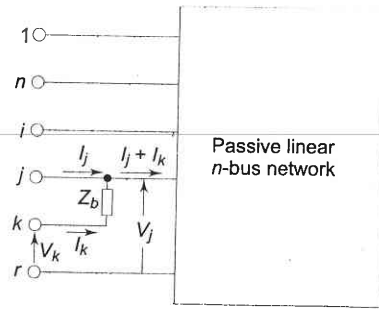 1
n
i
I_j I_j + I_k
j
Z_b
k
V_k I_k V_j
r
Passive linear
n-bus network